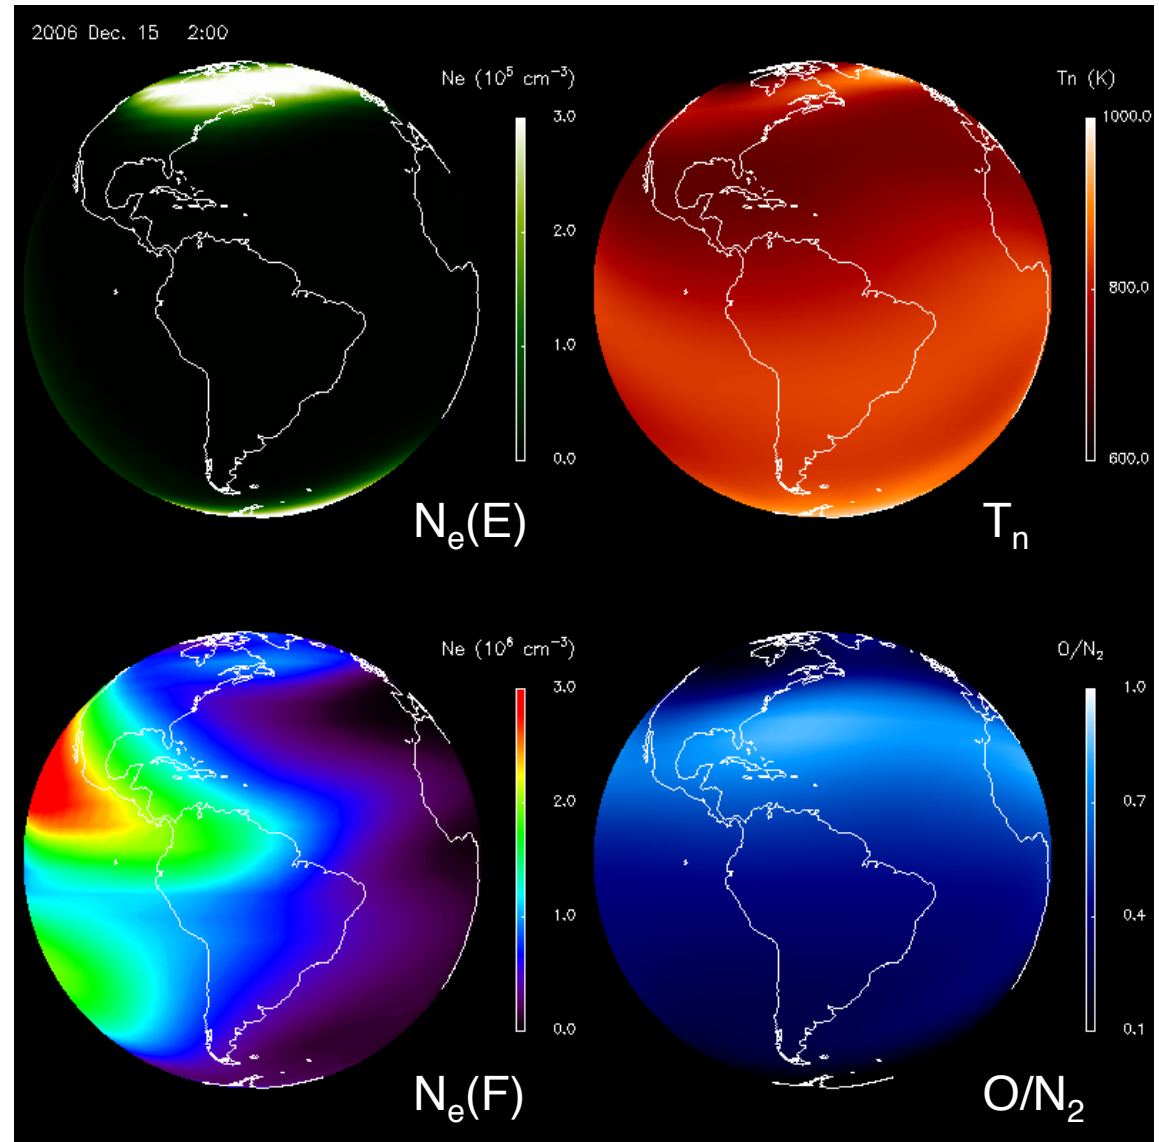 2006 Dec. 15 2:00
Ne (10⁵ cm⁻³)
3.0
2.0
1.0
0.0
Nₑ(E)
Tn (K)
1000.0
800.0
600.0
Tₙ
Ne (10⁶ cm⁻³)
3.0
2.0
1.0
0.0
Nₑ(F)
O/N₂
1.0
0.7
0.4
0.1
O/N₂